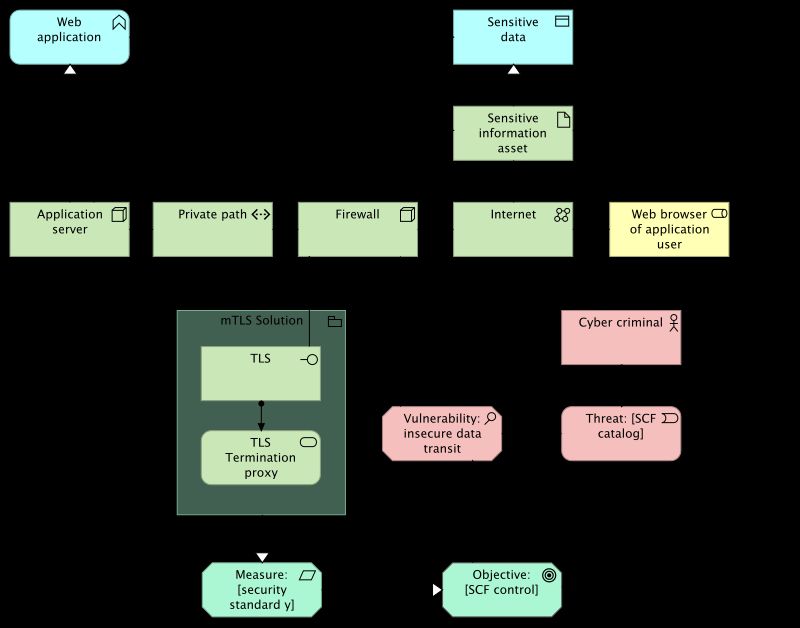 Web
application
Sensitive
data
Sensitive
information
asset
Application
server
Private path
Firewall
Internet
Web browser
of application
user
mTLS Solution
TLS
TLS
Termination
proxy
Cyber criminal
Vulnerability:
insecure data
transit
Threat: [SCF
catalog]
Measure:
[security
standard y]
Objective:
[SCF control]